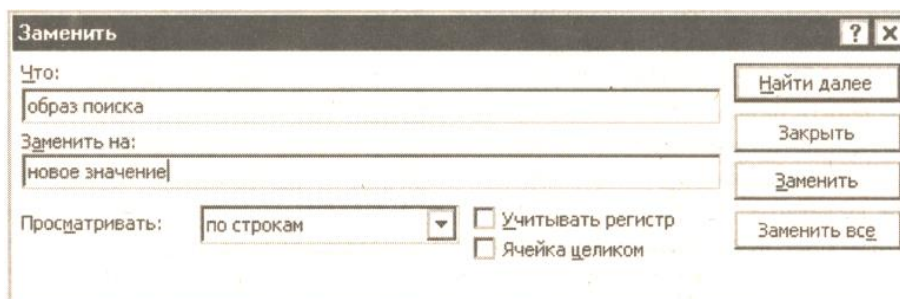 Заменить
Что:
образ поиска
Заменить на:
новое значение
Просматривать:
по строкам
Учитывать регистр
Ячейка целиком
Найти далее
Закрыть
Заменить
Заменить все